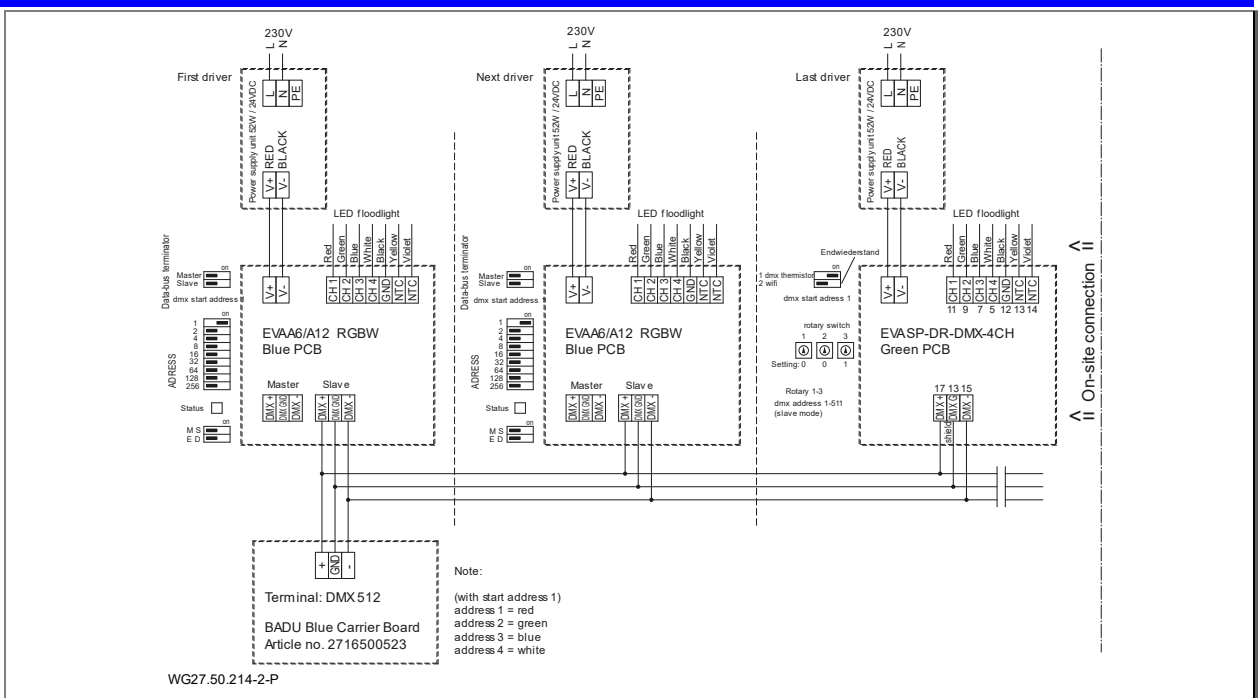 230V
L
N
First driver
Power supply unit 52W / 24VDC
L
N
PE
RED
BLACK
V+
V-
LED floodlight
Red
Green
Blue
White
Black
Yellow
Violet
Data-bus terminator
on
Master
Slave
dmx start address
V+
V-
CH 1
CH 2
CH 3
CH 4
GND
NTC
NTC
on
ADRESS
1
2
4
8
16
32
64
128
256
EVAA6/A12 RGBW
Blue PCB
Master
Slave
DMX +
DMX GND
DMX -
DMX +
DMX GND
DMX -
Status
on
M S
E D
230V
L
N
Next driver
Power supply unit 52W / 24VDC
L
N
PE
RED
BLACK
V+
V-
LED floodlight
Red
Green
Blue
White
Black
Yellow
Violet
Data-bus terminator
on
Master
Slave
dmx start address
V+
V-
CH 1
CH 2
CH 3
CH 4
GND
NTC
NTC
on
ADRESS
1
2
4
8
16
32
64
128
256
EVAA6/A12 RGBW
Blue PCB
Master
Slave
DMX +
DMX GND
DMX -
DMX +
DMX GND
DMX -
Status
on
M S
E D
230V
L
N
Last driver
Power supply unit 52W / 24VDC
L
N
PE
RED
BLACK
V+
V-
LED floodlight
Red
Green
Blue
White
Black
Yellow
Violet
Endwiederstand
on
1 dmx themistor
2 wifi
dmx start adress 1
V+
V-
CH 1
CH 2
CH 3
CH 4
GND
NTC
NTC
11 9 7 5 12 13 14
rotary switch
1 2 3
Setting: 0 0 1
EVASP-DR-DMX-4CH
Green PCB
Rotary 1-3
dmx address 1-511
(slave mode)
17 13 15
DMX +
DMX G
DMX -
shield
<= On-site connection =>
+
GND
-
Terminal: DMX 512
BADU Blue Carrier Board
Article no. 2716500523
Note:
(with start address 1)
address 1 = red
address 2 = green
address 3 = blue
address 4 = white
WG27.50.214-2-P